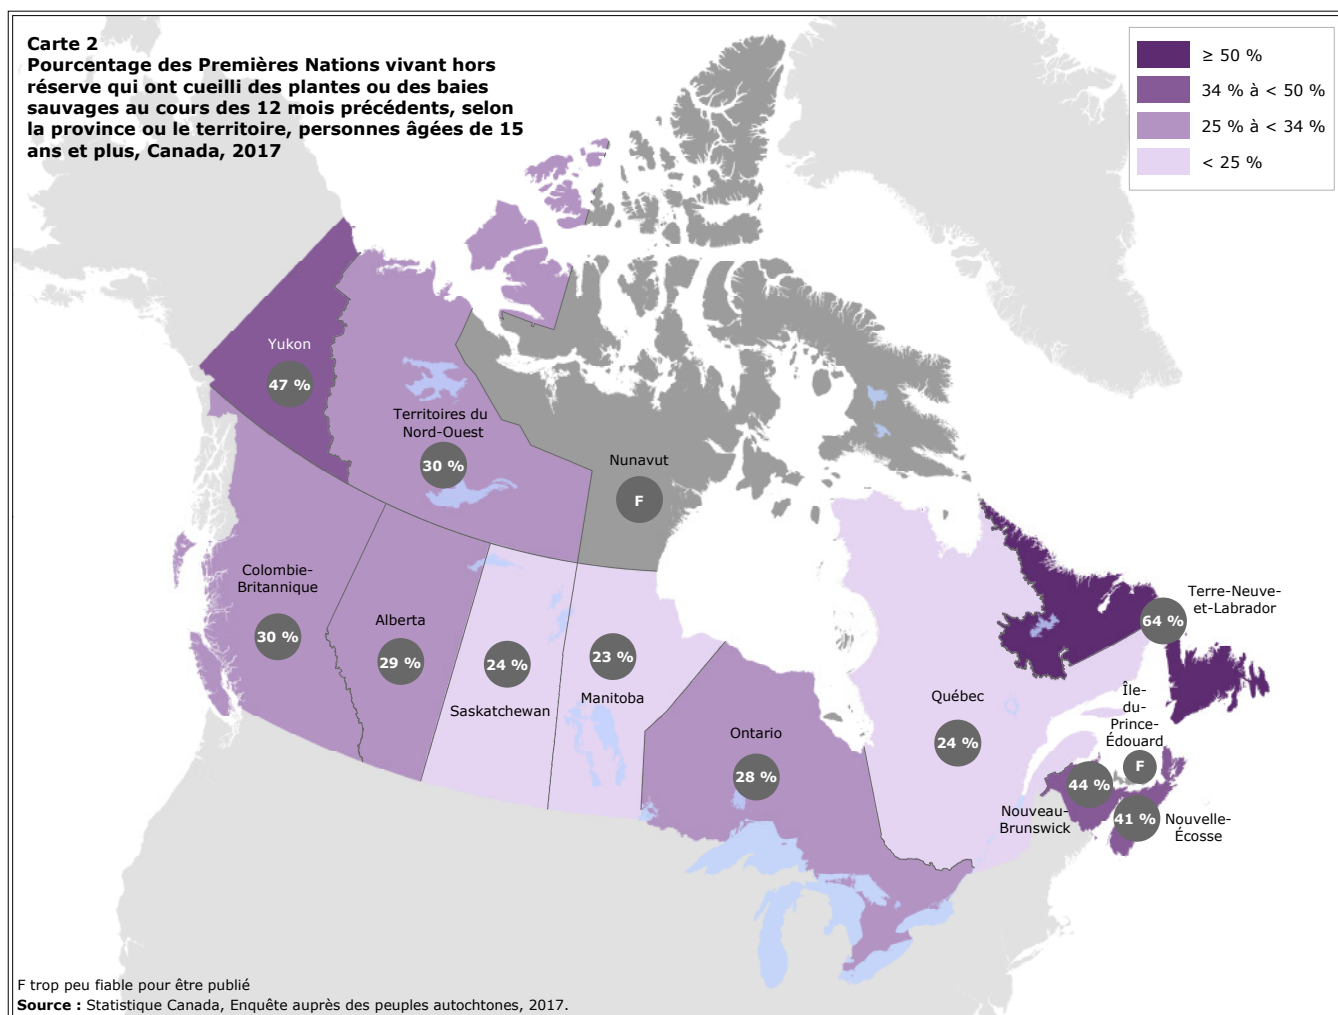 Carte 2
Pourcentage des Premières Nations vivant hors
réserve qui ont cueilli des plantes ou des baies
sauvages au cours des 12 mois précédents, selon
la province ou le territoire, personnes âgées de 15
ans et plus, Canada, 2017
≥ 50 %
34 % à < 50 %
25 % à < 34 %
< 25 %
Yukon
47 %
Territoires du
Nord-Ouest
30 %
Nunavut
F
Colombie-
Britannique
30 %
Alberta
29 %
24 %
Saskatchewan
23 %
Manitoba
Ontario
28 %
Québec
24 %
Terre-Neuve-
et-Labrador
64 %
Île-
du-
Prince-
Édouard
F
44 %
Nouveau-
Brunswick
41 %
Nouvelle-
Écosse
F trop peu fiable pour être publié
Source : Statistique Canada, Enquête auprès des peuples autochtones, 2017.